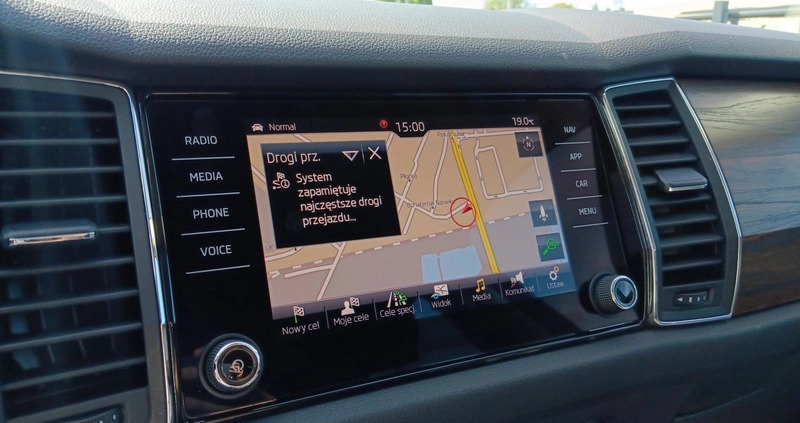 Normal
15:00
19.0°C
RADIO
MEDIA
PHONE
VOICE
NAV
APP
CAR
MENU
Drogi prz.
System
zapamiętuje
najczęstsze drogi
przejazdu...
N
Nowy cel
Moje cele
Cele specj.
Widok
Media
Komunikat
Ustaw.